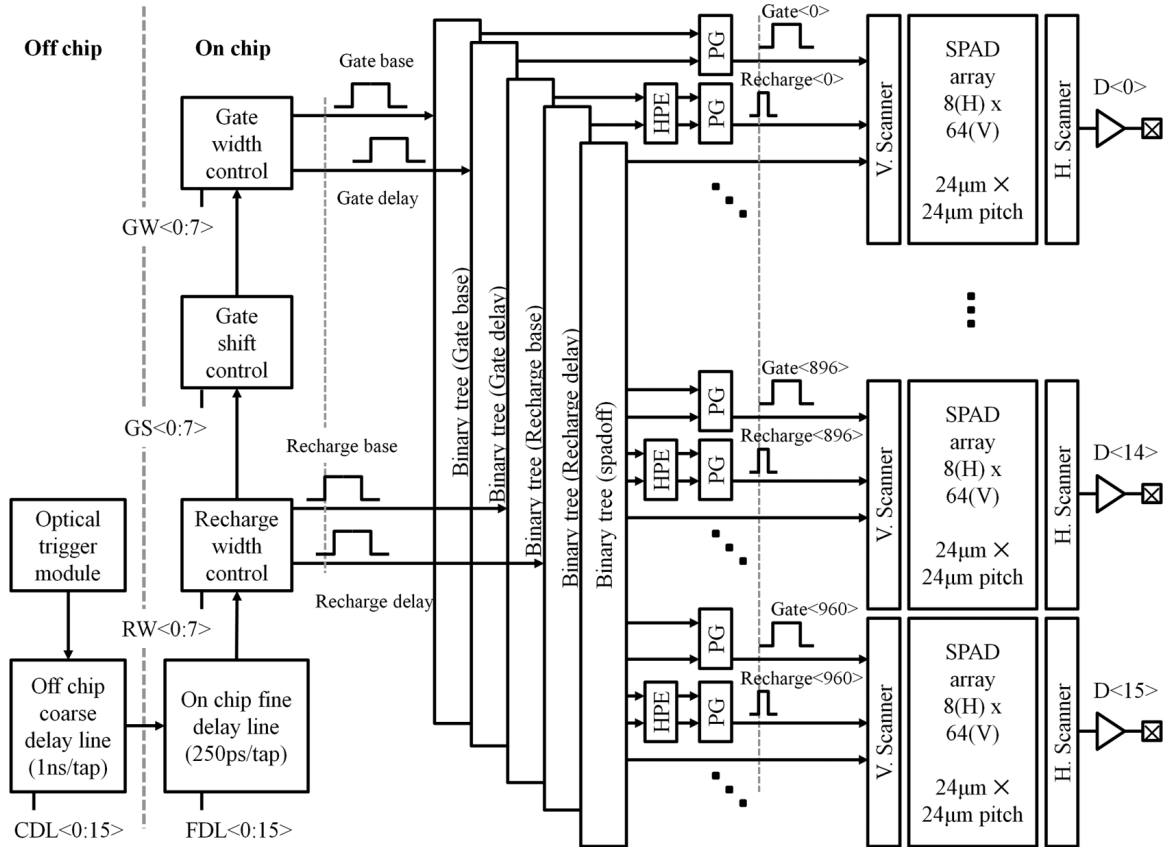 Off chip
On chip
Gate
width
control
GW<0:7>
Gate
shift
control
GS<0:7>
Optical
trigger
module
Recharge
width
control
RW<0:7>
Off chip
coarse
delay line
(1ns/tap)
CDL<0:15>
On chip fine
delay line
(250ps/tap)
FDL<0:15>
Gate base
Gate delay
Recharge base
Recharge delay
Binary tree (Gate base)
Binary tree (Gate delay)
Binary tree (Recharge base)
Binary tree (Recharge delay)
Binary tree (spadoff)
PG
Gate<0>
HPE
PG
Recharge<0>
V. Scanner
SPAD
array
8(H) x
64(V)
24μm ×
24μm pitch
H. Scanner
D<0>
PG
Gate<896>
HPE
PG
Recharge<896>
V. Scanner
SPAD
array
8(H) x
64(V)
24μm ×
24μm pitch
H. Scanner
D<14>
PG
Gate<960>
HPE
PG
Recharge<960>
V. Scanner
SPAD
array
8(H) x
64(V)
24μm ×
24μm pitch
H. Scanner
D<15>